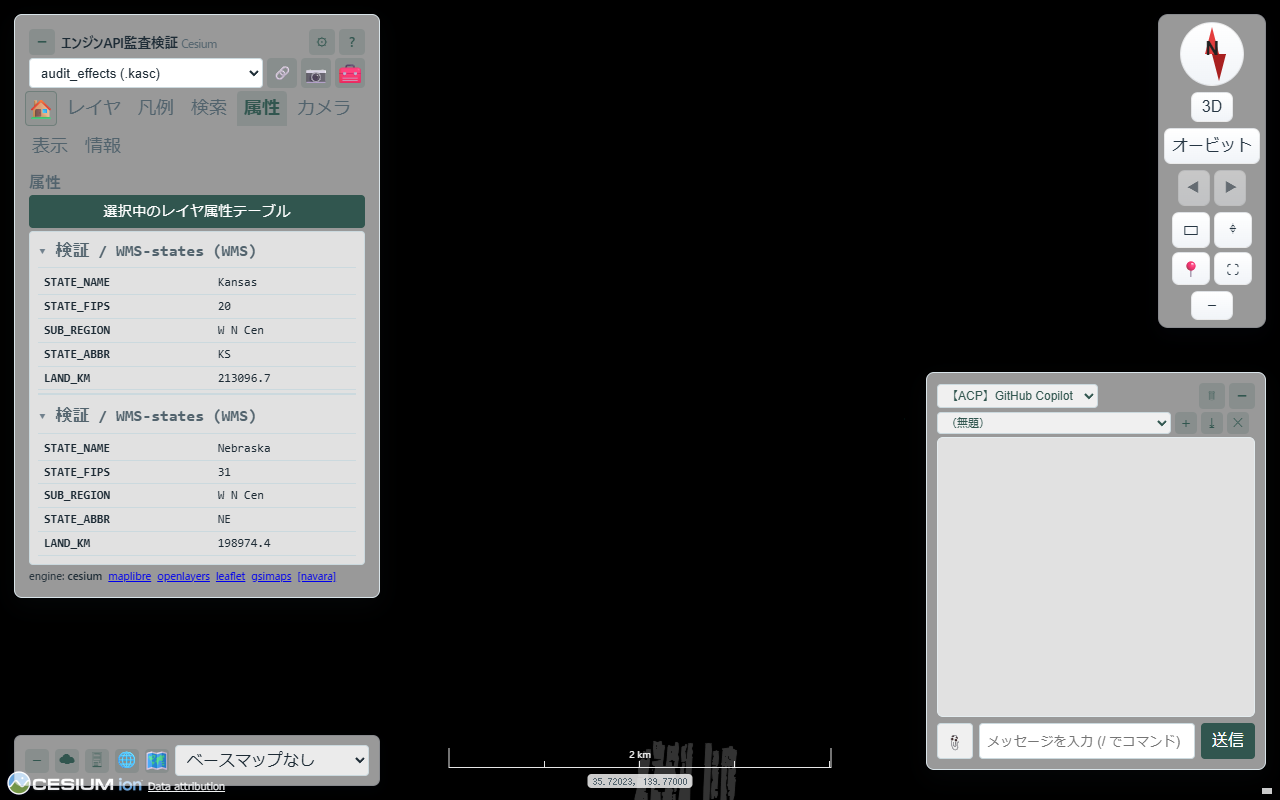 エンジンAPI監査検証 Cesium
?
audit_effects (.kasc)
レイヤ 凡例 検索 属性 カメラ
表示 情報
属性
選択中のレイヤ属性テーブル
検証 / WMS-states (WMS)
STATE_NAME Kansas
STATE_FIPS 20
SUB_REGION W N Cen
STATE_ABBR KS
LAND_KM 213096.7
検証 / WMS-states (WMS)
STATE_NAME Nebraska
STATE_FIPS 31
SUB_REGION W N Cen
STATE_ABBR NE
LAND_KM 198974.4
engine: cesium maplibre openlayers leaflet gsimaps [navara]
ベースマップなし
CESIUM ion Data attribution
2 km
35.72023, 139.77000
N
3D
オービット
【ACP】GitHub Copilot
(無題)
メッセージを入力 (/ でコマンド) 送信